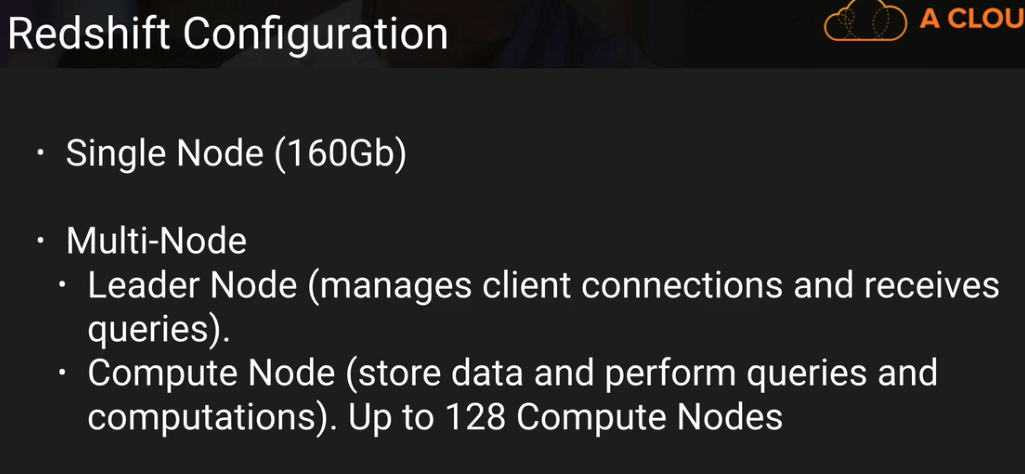 Redshift Configuration
A CLOU
• Single Node (160Gb)
• Multi-Node
• Leader Node (manages client connections and receives
queries).
• Compute Node (store data and perform queries and
computations). Up to 128 Compute Nodes